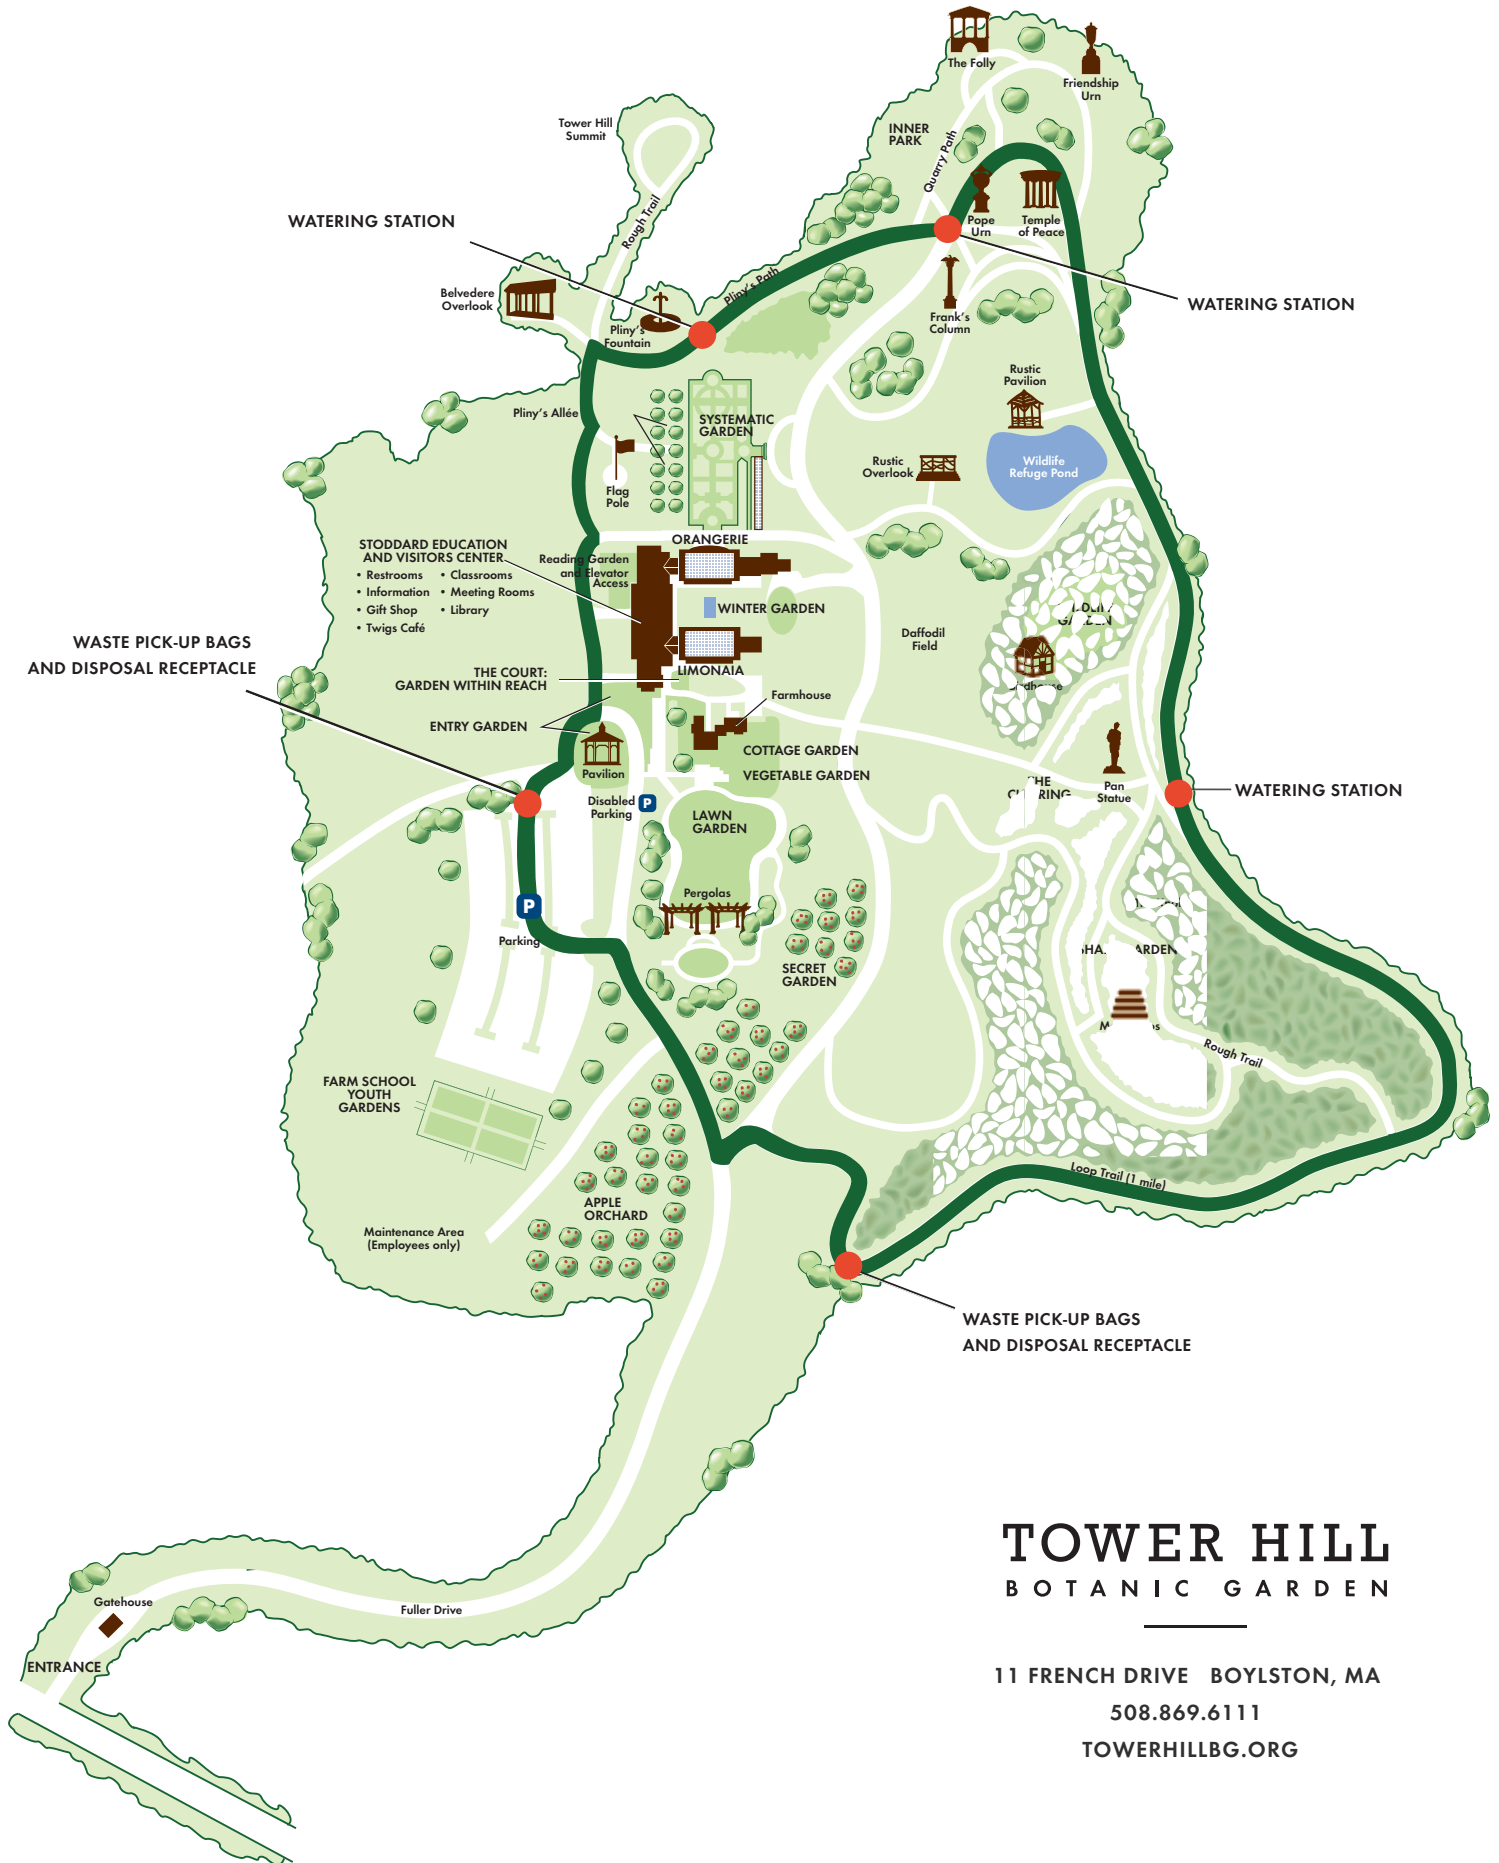 The Folly
Friendship
Urn
Tower Hill
Summit
INNER
PARK
Quarry Path
Rough Trail
WATERING STATION
Pope
Urn
Temple
of Peace
Belvedere
Overlook
Pliny's Path
WATERING STATION
Pliny's
Fountain
Frank's
Column
Rustic
Pavilion
Pliny's Allée
SYSTEMATIC
GARDEN
Rustic
Overlook
Wildlife
Refuge Pond
Flag
Pole
STODDARD EDUCATION
AND VISITORS CENTER
• Restrooms
• Information
• Gift Shop
• Twigs Café
• Classrooms
• Meeting Rooms
• Library
Reading Garden
and Elevator
Access
ORANGERIE
WINTER GARDEN
GARDEN
Daffodil
Field
WASTE PICK-UP BAGS
AND DISPOSAL RECEPTACLE
THE COURT:
GARDEN WITHIN REACH
LIMONAIA
Farmhouse
ENTRY GARDEN
Pavilion
COTTAGE GARDEN
VEGETABLE GARDEN
THE
Pan
Statue
WATERING STATION
Disabled
Parking
P
LAWN
GARDEN
Pergolas
P
Parking
SECRET
GARDEN
Rough Trail
FARM SCHOOL
YOUTH
GARDENS
Loop Trail (1 mile)
APPLE
ORCHARD
Maintenance Area
(Employees only)
WASTE PICK-UP BAGS
AND DISPOSAL RECEPTACLE
Gatehouse
Fuller Drive
ENTRANCE
TOWER HILL
BOTANIC GARDEN
11 FRENCH DRIVE BOYLSTON, MA
508.869.6111
TOWERHILLBG.ORG